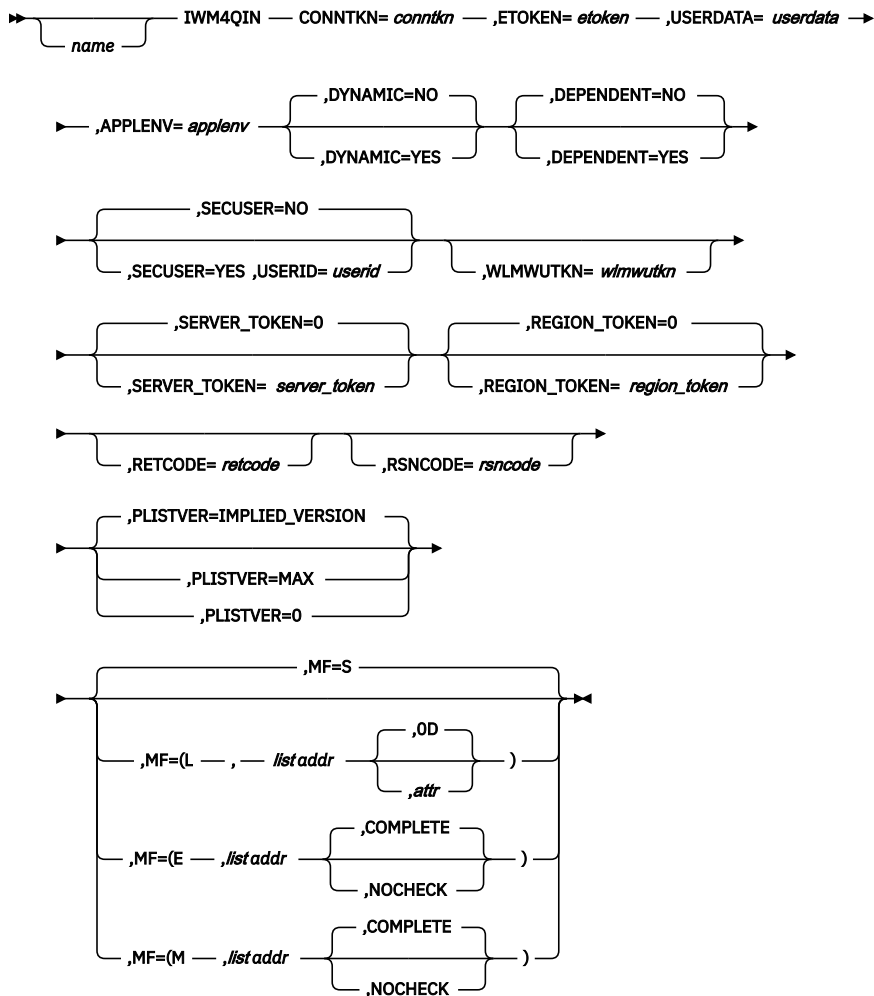 IWM4QIN CONNTKN= conntkn ,ETOKEN= etoken ,USERDATA= userdata
name
,DYNAMIC=NO ,DEPENDENT=NO
,APPLENV= applenv
,DYNAMIC=YES ,DEPENDENT=YES
,SECUSER=NO
,SECUSER=YES ,USERID= userid ,WLMWUTKN= wlmwutkn
,SERVER_TOKEN=0 ,REGION_TOKEN=0
,SERVER_TOKEN= server_token ,REGION_TOKEN= region_token
,RETCODE= retcode ,RSNCODE= rsncode
,PLISTVER=IMPLIED_VERSION
,PLISTVER=MAX
,PLISTVER=0
,MF=S
,0D
,MF=(L , list addr )
,attr
,COMPLETE
,MF=(E ,list addr )
,NOCHECK
,COMPLETE
,MF=(M ,list addr )
,NOCHECK